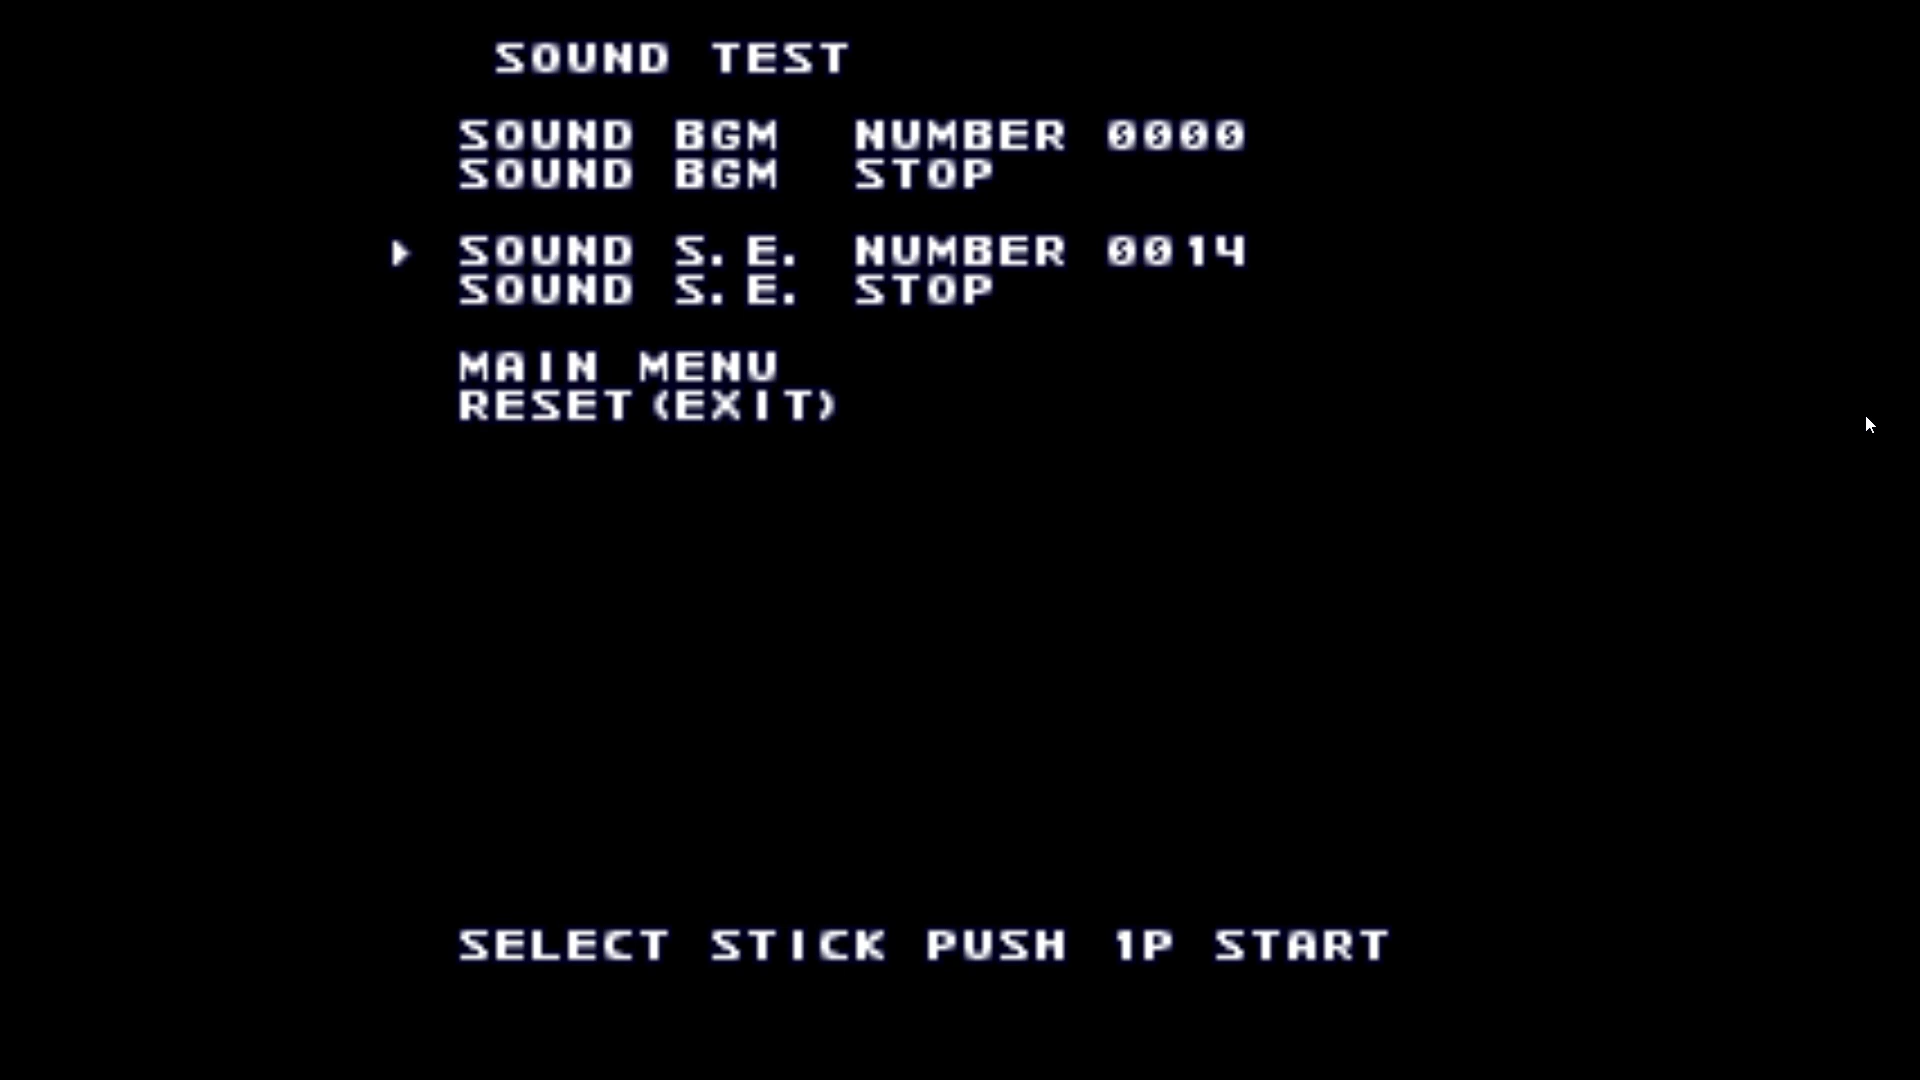 SOUND TEST
SOUND BGM NUMBER 0000
SOUND BGM STOP
SOUND S.E. NUMBER 0014
SOUND S.E. STOP
MAIN MENU
RESET(EXIT)
SELECT STICK PUSH 1P START